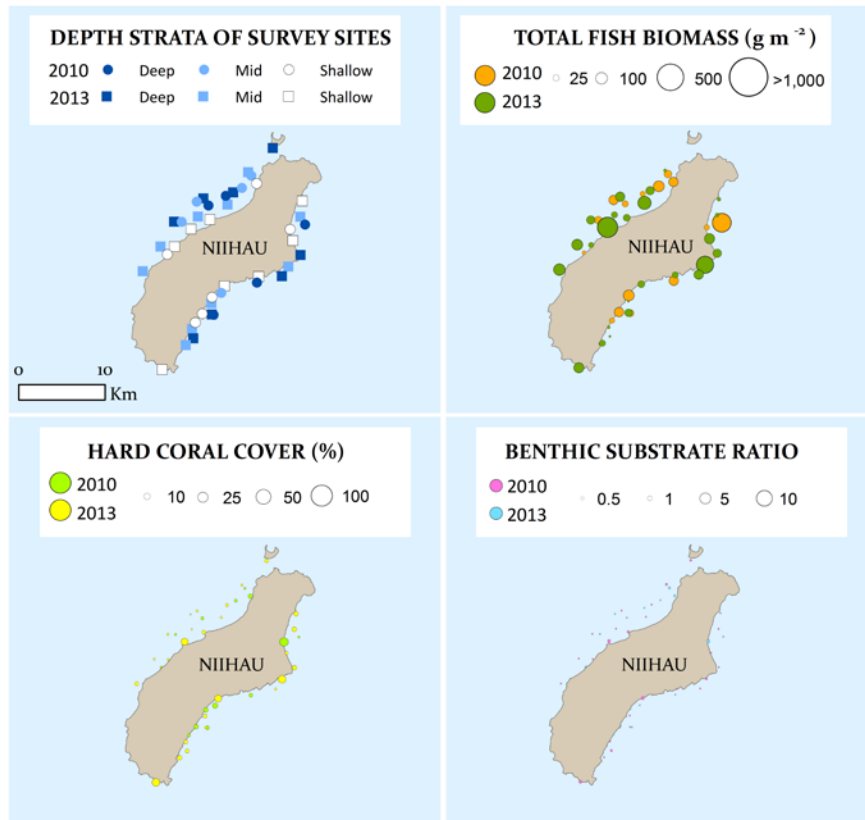 DEPTH STRATA OF SURVEY SITES
2010 Deep Mid Shallow
2013 Deep Mid Shallow
NIIHAU
0 10
Km
TOTAL FISH BIOMASS (g m ⁻²)
2010 25 100 500 >1,000
2013
NIIHAU
HARD CORAL COVER (%)
2010 10 25 50 100
2013
NIIHAU
BENTHIC SUBSTRATE RATIO
2010 0.5 1 5 10
2013
NIIHAU